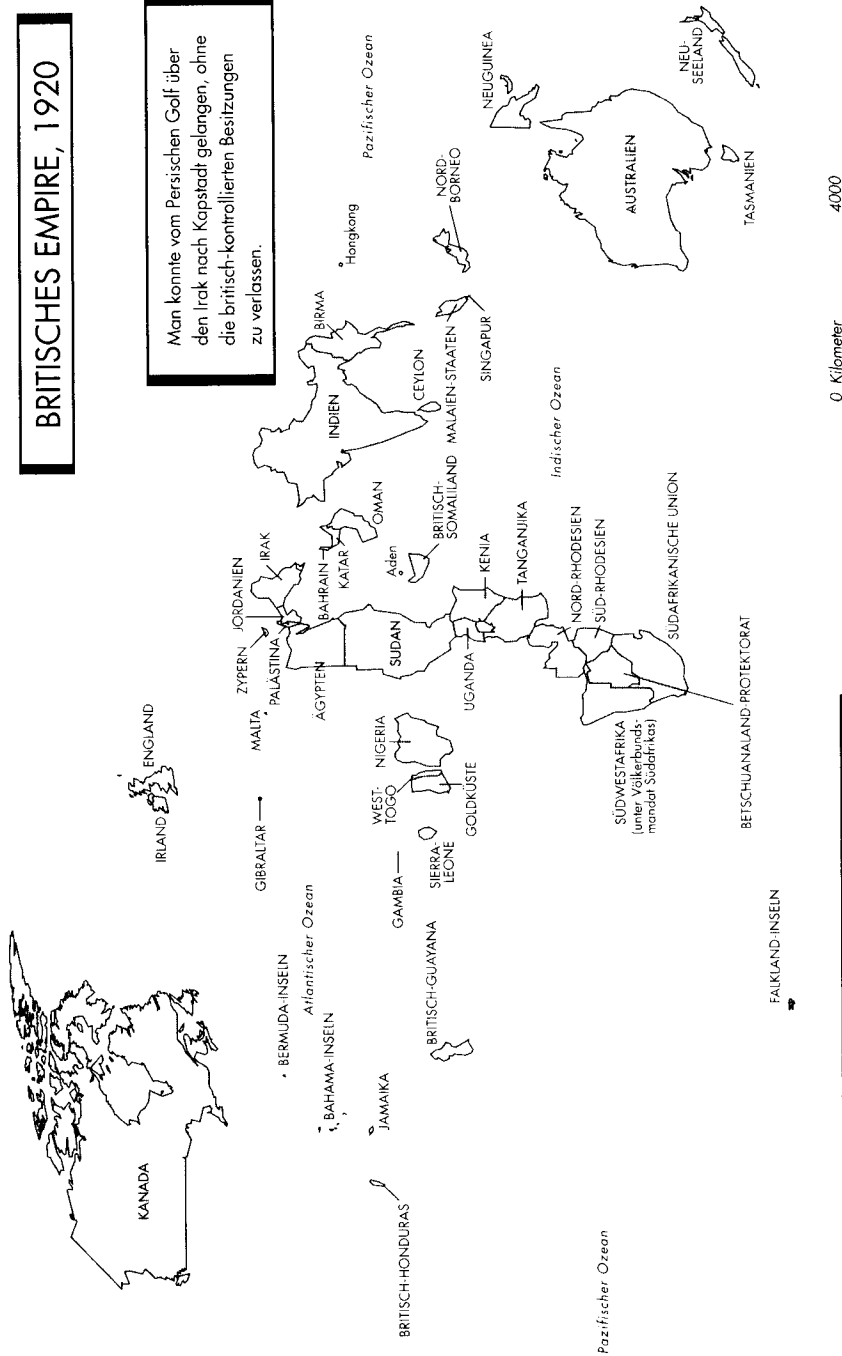 BRITISCHES EMPIRE, 1920
Man konnte vom Persischen Golf über
den Irak nach Kapstadt gelangen, ohne
die britisch-kontrollierten Besitzungen
zu verlassen.
KANADA
IRLAND
ENGLAND
GIBRALTAR
MALTA
ZYPERN
PALÄSTINA
JORDANIEN
IRAK
BERMUDA-INSELN
Atlantischer Ozean
BAHAMA-INSELN
JAMAIKA
BRITISCH-HONDURAS
BRITISCH-GUAYANA
GAMBIA
SIERRA-
LEONE
WEST-
TOGO
GOLDKÜSTE
NIGERIA
ÄGYPTEN
SUDAN
BAHRAIN
KATAR
OMAN
Aden
BRITISCH-
SOMALILAND
UGANDA
KENIA
TANGANJIKA
NORD-RHODESIEN
SÜD-RHODESIEN
SÜDAFRIKANISCHE UNION
SÜDWESTAFRIKA
(unter Völkerbunds-
mandat Südafrikas)
BETSCHUANALAND-PROTEKTORAT
INDIEN
BIRMA
CEYLON
MALAIEN-STAATEN
SINGAPUR
Hongkong
NORD-
BORNEO
Pazifischer Ozean
Indischer Ozean
NEUGUINEA
AUSTRALIEN
TASMANIEN
NEU-
SEELAND
Pazifischer Ozean
FALKLAND-INSELN
0 Kilometer 4000